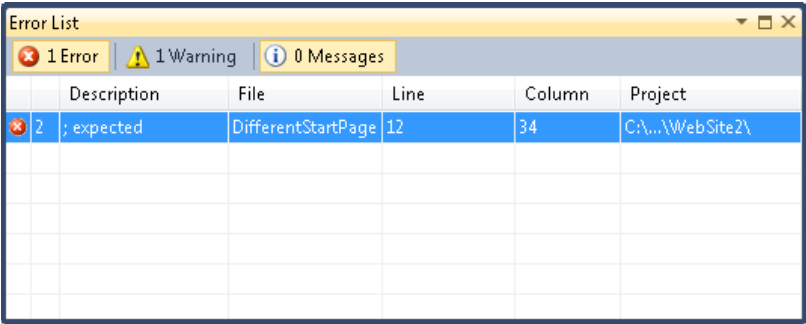 Error List
1 Error 1 Warning 0 Messages
Description File Line Column Project
2 ; expected DifferentStartPage 12 34 C:\...\WebSite2\